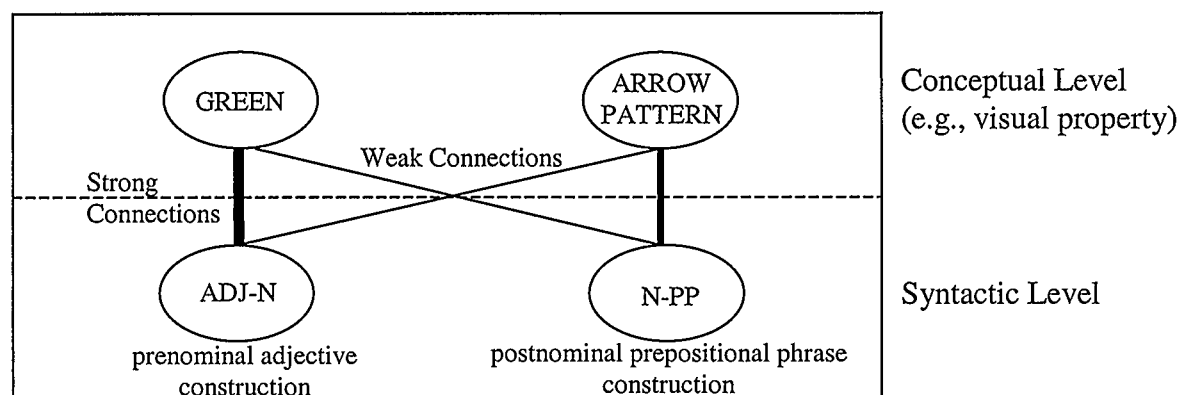 GREEN
ARROW
PATTERN
Conceptual Level
(e.g., visual property)
Weak Connections
Strong
Connections
ADJ-N
N-PP
Syntactic Level
prenominal adjective
construction
postnominal prepositional phrase
construction